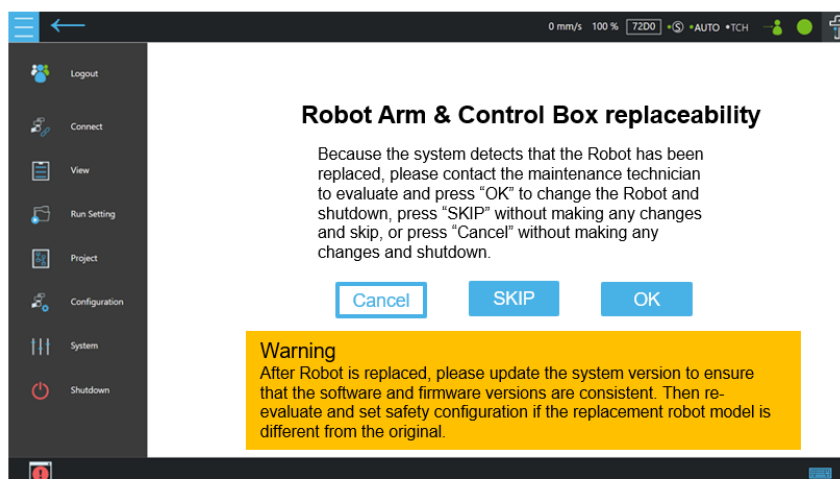 0 mm/s 100 % 72D0 •Ⓢ •AUTO •TCH
Logout
Connect
View
Run Setting
Project
Configuration
System
Shutdown
Robot Arm & Control Box replaceability
Because the system detects that the Robot has been
replaced, please contact the maintenance technician
to evaluate and press “OK” to change the Robot and
shutdown, press “SKIP” without making any changes
and skip, or press “Cancel” without making any
changes and shutdown.
Cancel SKIP OK
Warning
After Robot is replaced, please update the system version to ensure
that the software and firmware versions are consistent. Then re-
evaluate and set safety configuration if the replacement robot model is
different from the original.